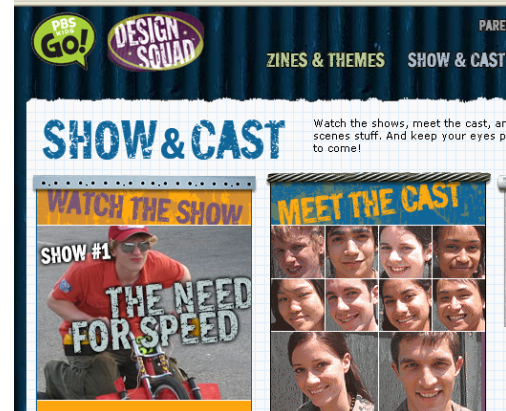 PBS
KIDS
GO!
DESIGN
SQUAD
ZINES & THEMES
SHOW & CAST
SHOW & CAST
Watch the shows, meet the cast,
scenes stuff. And keep your eyes
to come!
WATCH THE SHOW
SHOW #1
THE NEED
FOR SPEED
MEET THE CAST